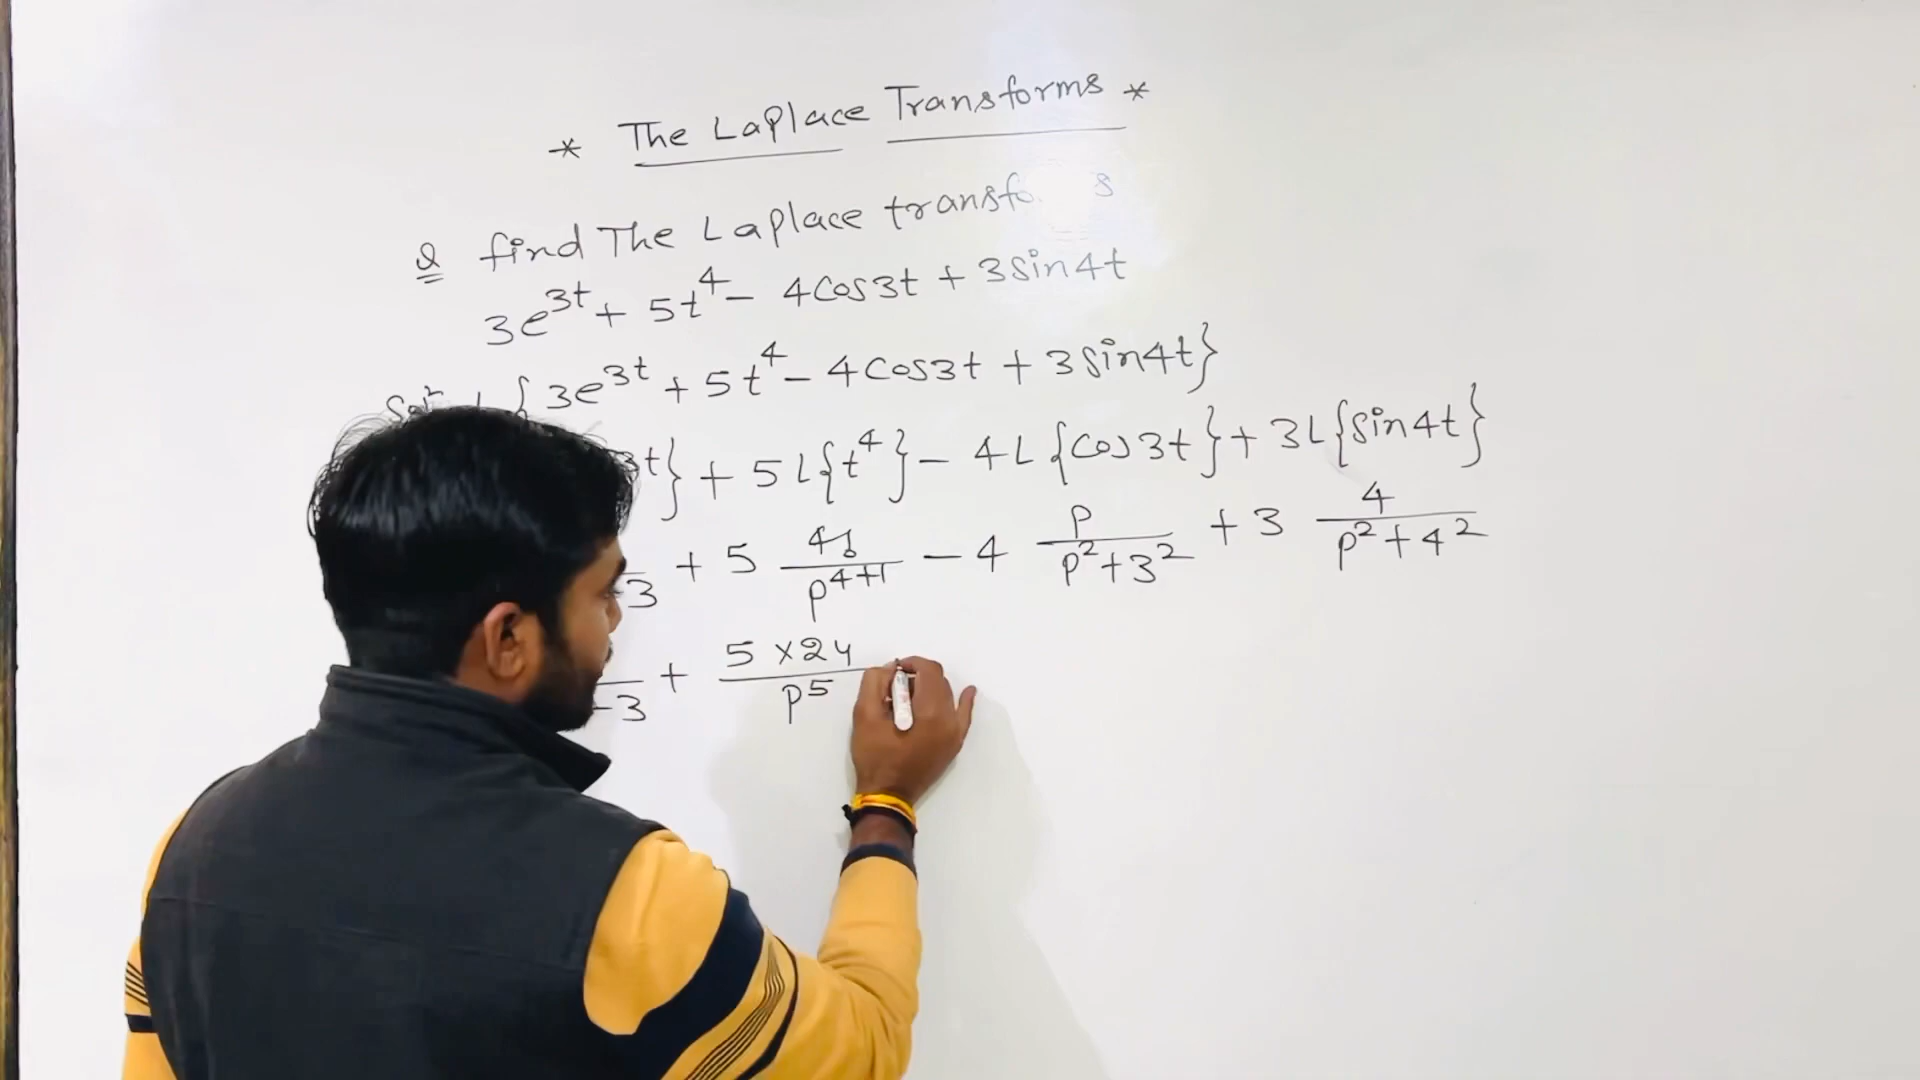 * The Laplace Transforms *
Q find The Laplace transfo s
3e^3t + 5t^4 - 4cos3t + 3sin4t
Sol^n L { 3e^3t + 5t^4 - 4cos3t + 3sin4t}
3t} + 5L{t^4} - 4L{cos3t} + 3L{sin4t}
3 + 5 4!/p^4+1 - 4 p/p^2+3^2 + 3 4/p^2+4^2
-3 + 5×24/p^5